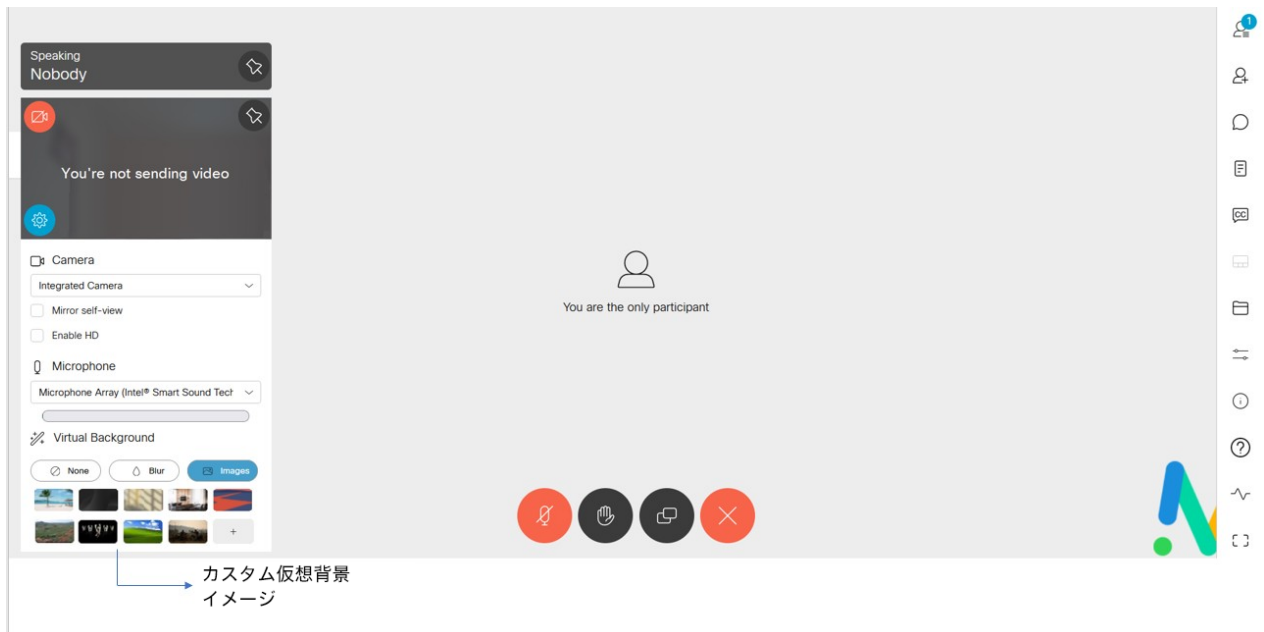 1
Speaking
Nobody
You're not sending video
Camera
Integrated Camera
Mirror self-view
Enable HD
Microphone
Microphone Array (Intel® Smart Sound Tech
Virtual Background
None
Blur
Images
+
You are the only participant
CC
カスタム仮想背景
イメージ